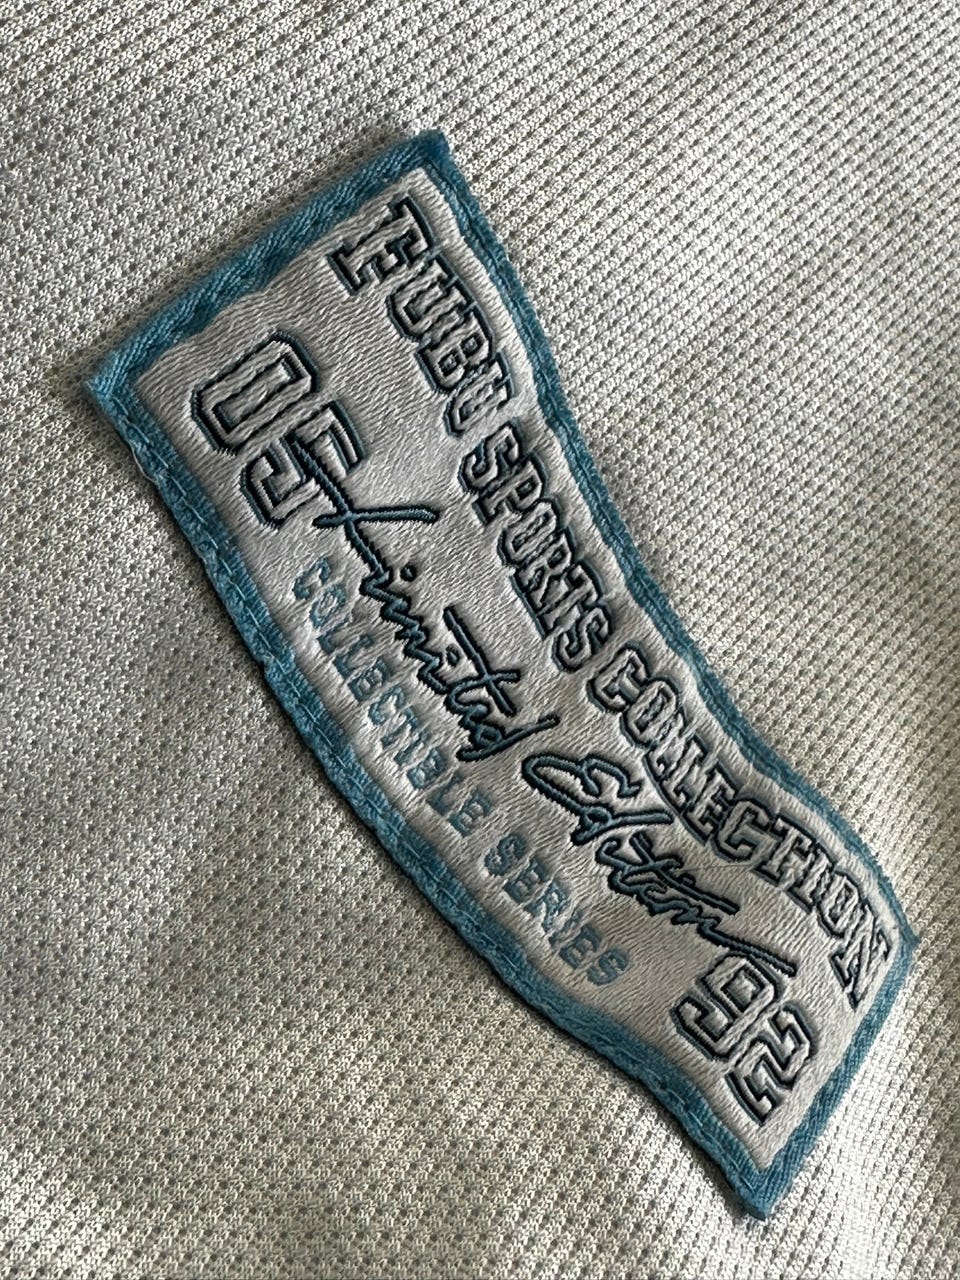 FUBU SPORTS COLLECTION
05 Limited Edition 92
COLLECTIBLE SERIES